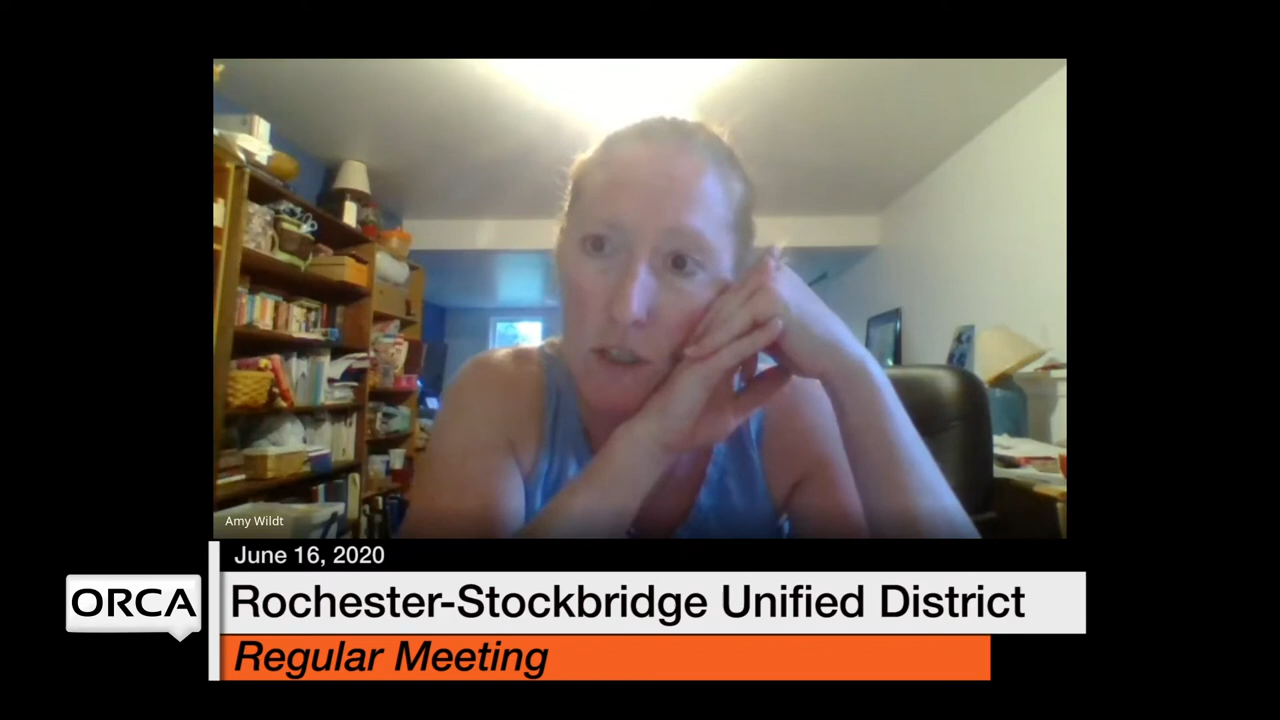 Amy Wildt
June 16, 2020
ORCA
Rochester-Stockbridge Unified District
Regular Meeting